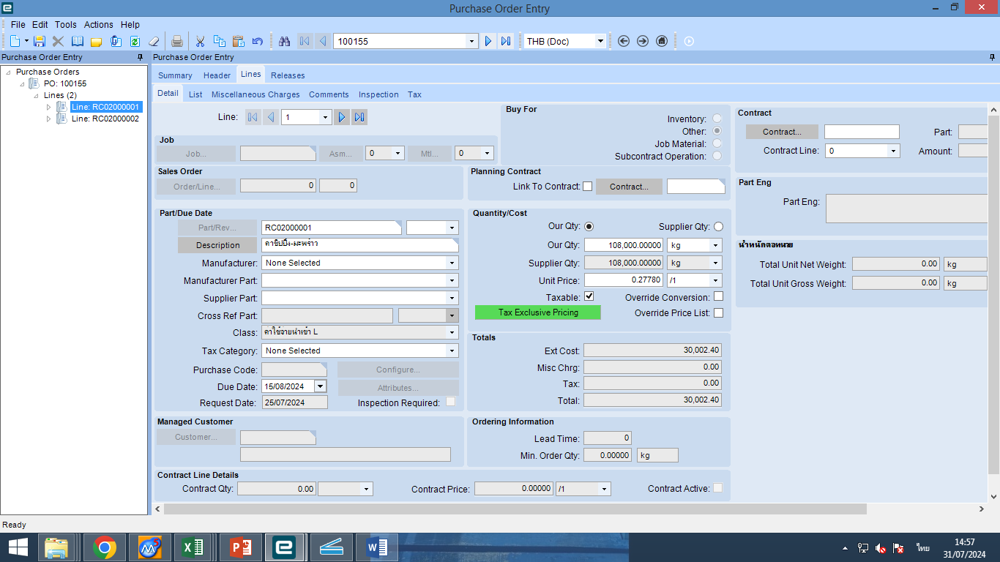 Purchase Order Entry
File Edit Tools Actions Help
100155 THB (Doc)
Purchase Order Entry
Purchase Orders
PO: 100155
Lines (2)
Line: RC02000001
Line: RC02000002
Purchase Order Entry
Summary Header Lines Releases
Detail List Miscellaneous Charges Comments Inspection Tax
Line: 1
Job
Job... Asm... 0 Mtl... 0
Sales Order
Order/Line... 0 0
Buy For
Inventory:
Other:
Job Material:
Subcontract Operation:
Planning Contract
Link To Contract: Contract...
Contract
Contract... Part:
Contract Line: 0 Amount:
Part Eng
Part Eng:
Part/Due Date
Part/Rev... RC02000001
Description ค่าชิปปิ้ง-มะพร้าว
Manufacturer: None Selected
Manufacturer Part:
Supplier Part:
Cross Ref Part:
Class: ค่าใช้จ่ายนำเข้า L
Tax Category: None Selected
Purchase Code: Configure...
Due Date: 15/08/2024 Attributes...
Request Date: 25/07/2024 Inspection Required:
Quantity/Cost
Our Qty: Supplier Qty:
Our Qty: 108,000.00000 kg
Supplier Qty: 108,000.00000 kg
Unit Price: 0.27780 /1
Taxable: Override Conversion:
Tax Exclusive Pricing Override Price List:
น้ำหนักต่อหน่วย
Total Unit Net Weight: 0.00 kg
Total Unit Gross Weight: 0.00 kg
Totals
Ext Cost: 30,002.40
Misc Chrg: 0.00
Tax: 0.00
Total: 30,002.40
Managed Customer
Customer...
Ordering Information
Lead Time: 0
Min. Order Qty: 0.00000 kg
Contract Line Details
Contract Qty: 0.00 Contract Price: 0.00000 /1 Contract Active:
Ready
ไทย
14:57
31/07/2024